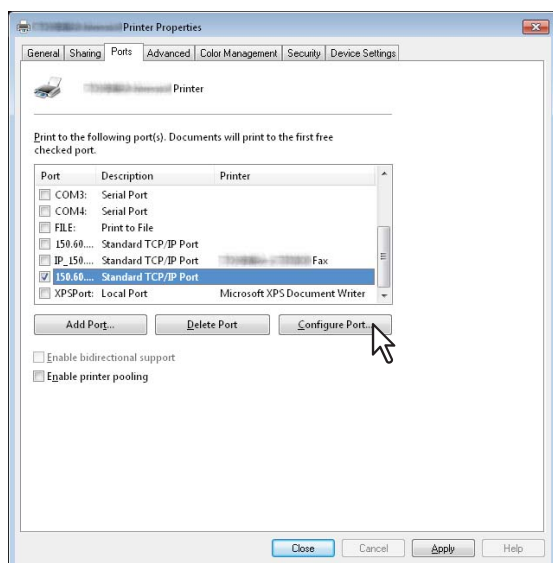 Printer Properties
General Sharing Ports Advanced Color Management Security Device Settings
Printer
Print to the following port(s). Documents will print to the first free
checked port.
Port Description Printer
COM3: Serial Port
COM4: Serial Port
FILE: Print to File
150.60.... Standard TCP/IP Port
IP_150.... Standard TCP/IP Port Fax
150.60.... Standard TCP/IP Port
XPSPort: Local Port Microsoft XPS Document Writer
Add Port... Delete Port Configure Port...
Enable bidirectional support
Enable printer pooling
Close Cancel Apply Help